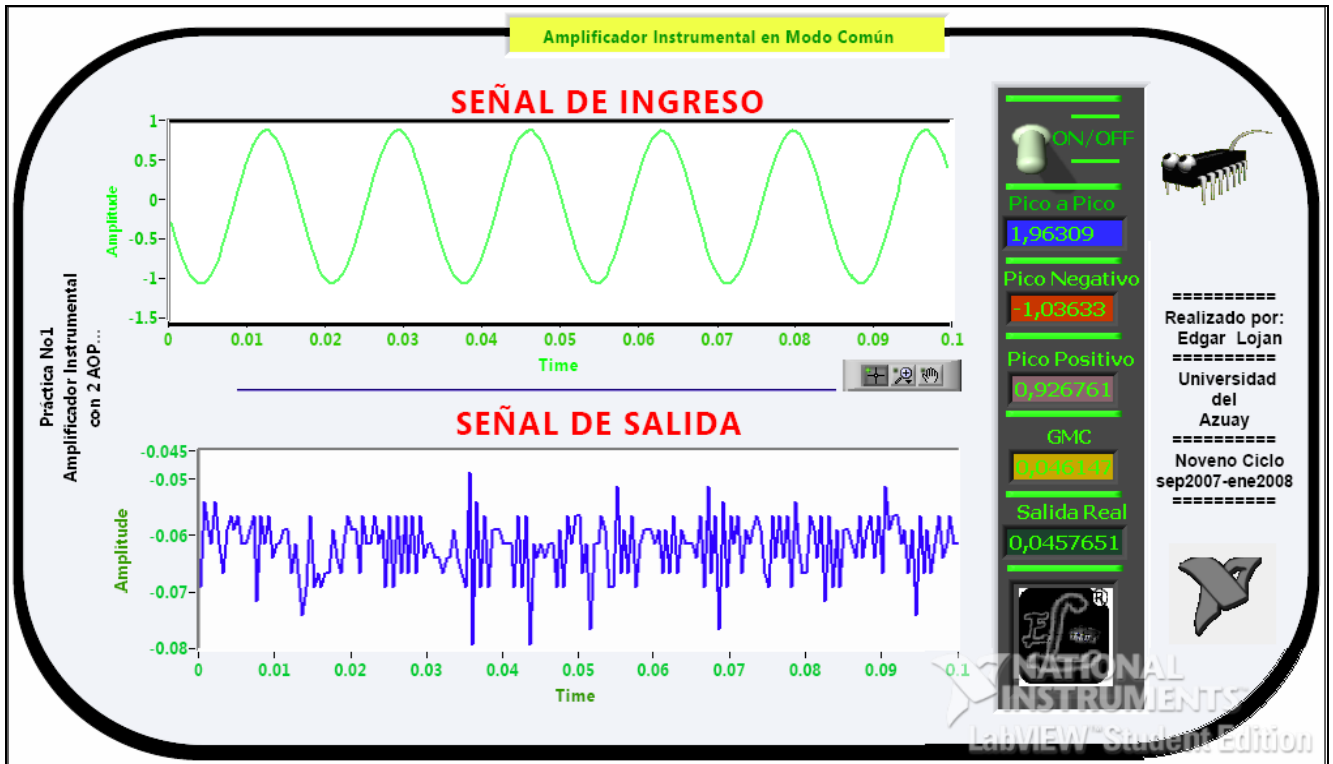 Amplificador Instrumental en Modo Común
SEÑAL DE INGRESO
Amplitude
1
0.5
0
-0.5
-1
-1.5
0
0.01
0.02
0.03
0.04
0.05
0.06
0.07
0.08
0.09
0.1
Time
Práctica No1
Amplificador Instrumental
con 2 AOP...
SEÑAL DE SALIDA
Amplitude
-0.045
-0.05
-0.06
-0.07
-0.08
0
0.01
0.02
0.03
0.04
0.05
0.06
0.07
0.08
0.09
0.1
Time
ON/OFF
Pico a Pico
1,96309
Pico Negativo
-1,03633
Pico Positivo
0,926761
GMC
0,046147
Salida Real
0,0457651
==========
Realizado por:
Edgar Lojan
==========
Universidad
del
Azuay
==========
Noveno Ciclo
sep2007-ene2008
==========
NATIONAL
INSTRUMENTS™
LabVIEW™ Student Edition